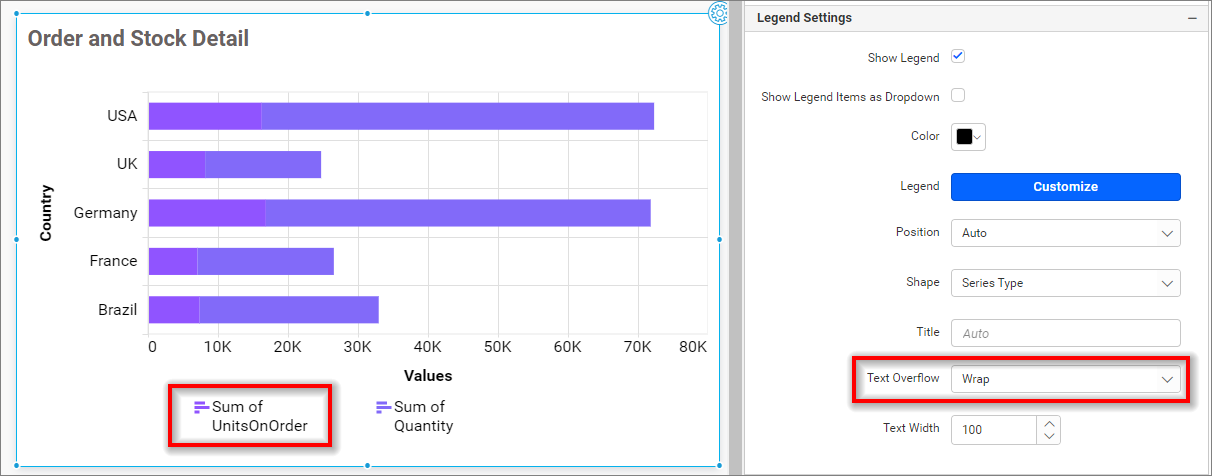 Order and Stock Detail
USA
UK
Germany
France
Brazil
Country
0 10K 20K 30K 40K 50K 60K 70K 80K
Values
Sum of
UnitsOnOrder
Sum of
Quantity
Legend Settings
Show Legend
Show Legend Items as Dropdown
Color
Legend Customize
Position Auto
Shape Series Type
Title Auto
Text Overflow Wrap
Text Width 100